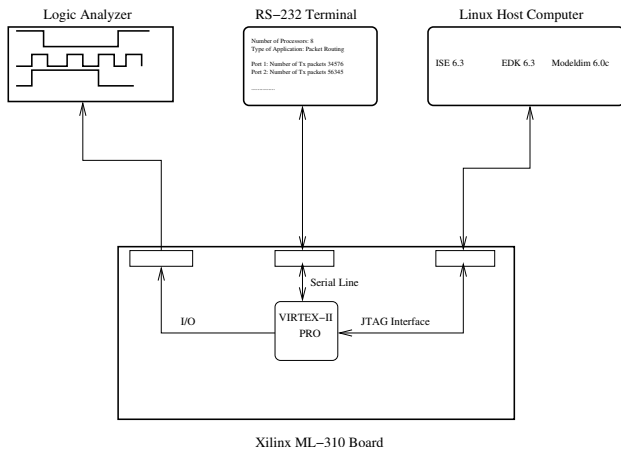 Logic Analyzer
RS-232 Terminal
Linux Host Computer
Number of Processors: 8
Type of Application: Packet Routing
Port 1: Number of Tx packets 34576
Port 2: Number of Tx packets 56345
..............
ISE 6.3 EDK 6.3 Modeldim 6.0c
Serial Line
VIRTEX-II
PRO
I/O
JTAG Interface
Xilinx ML-310 Board